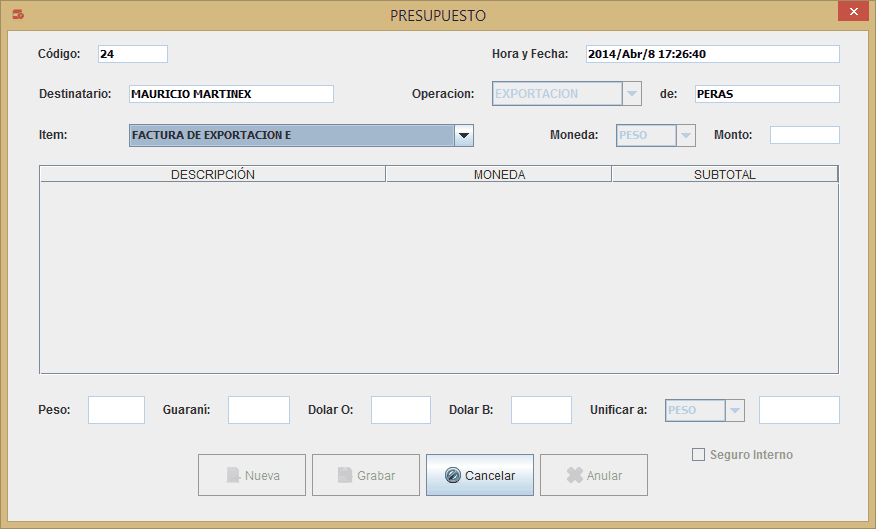 PRESUPUESTO
Código: 24 Hora y Fecha: 2014/Abr/8 17:26:40
Destinatario: MAURICIO MARTINEX Operacion: EXPORTACION de: PERAS
Item: FACTURA DE EXPORTACION E Moneda: PESO Monto:
DESCRIPCIÓN MONEDA SUBTOTAL
Peso: Guaraní: Dolar O: Dolar B: Unificar a: PESO
Seguro Interno
Nueva Grabar Cancelar Anular